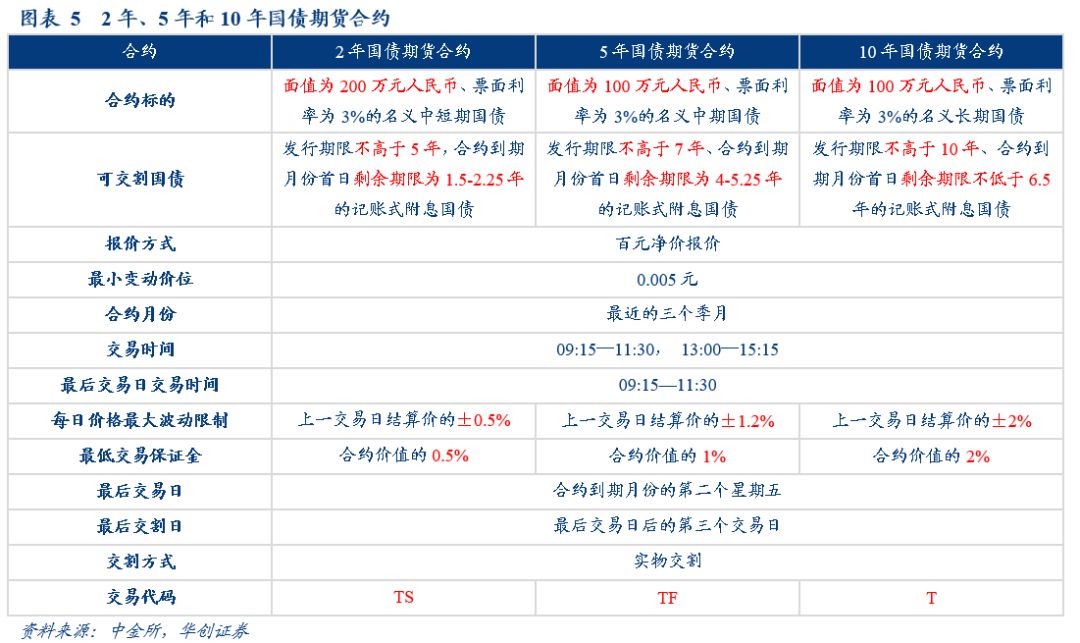 图表 5 2 年、5 年和 10 年国债期货合约
合约 2 年国债期货合约 5 年国债期货合约 10 年国债期货合约
合约标的
面值为 200 万元人民币、票面利
率为 3%的名义中短期国债
面值为 100 万元人民币、票面利
率为 3%的名义中期国债
面值为 100 万元人民币、票面利
率为 3%的名义长期国债
可交割国债
发行期限不高于 5 年，合约到期
月份首日剩余期限为 1.5-2.25 年
的记账式附息国债
发行期限不高于 7 年、合约到期
月份首日剩余期限为 4-5.25 年
的记账式附息国债
发行期限不高于 10 年、合约到
期月份首日剩余期限不低于 6.5
年的记账式附息国债
报价方式 百元净价报价
最小变动价位 0.005 元
合约月份 最近的三个季月
交易时间 09:15—11:30， 13:00—15:15
最后交易日交易时间 09:15—11:30
每日价格最大波动限制 上一交易日结算价的±0.5% 上一交易日结算价的±1.2% 上一交易日结算价的±2%
最低交易保证金 合约价值的 0.5% 合约价值的 1% 合约价值的 2%
最后交易日 合约到期月份的第二个星期五
最后交割日 最后交易日后的第三个交易日
交割方式 实物交割
交易代码 TS TF T
资料来源：中金所，华创证券